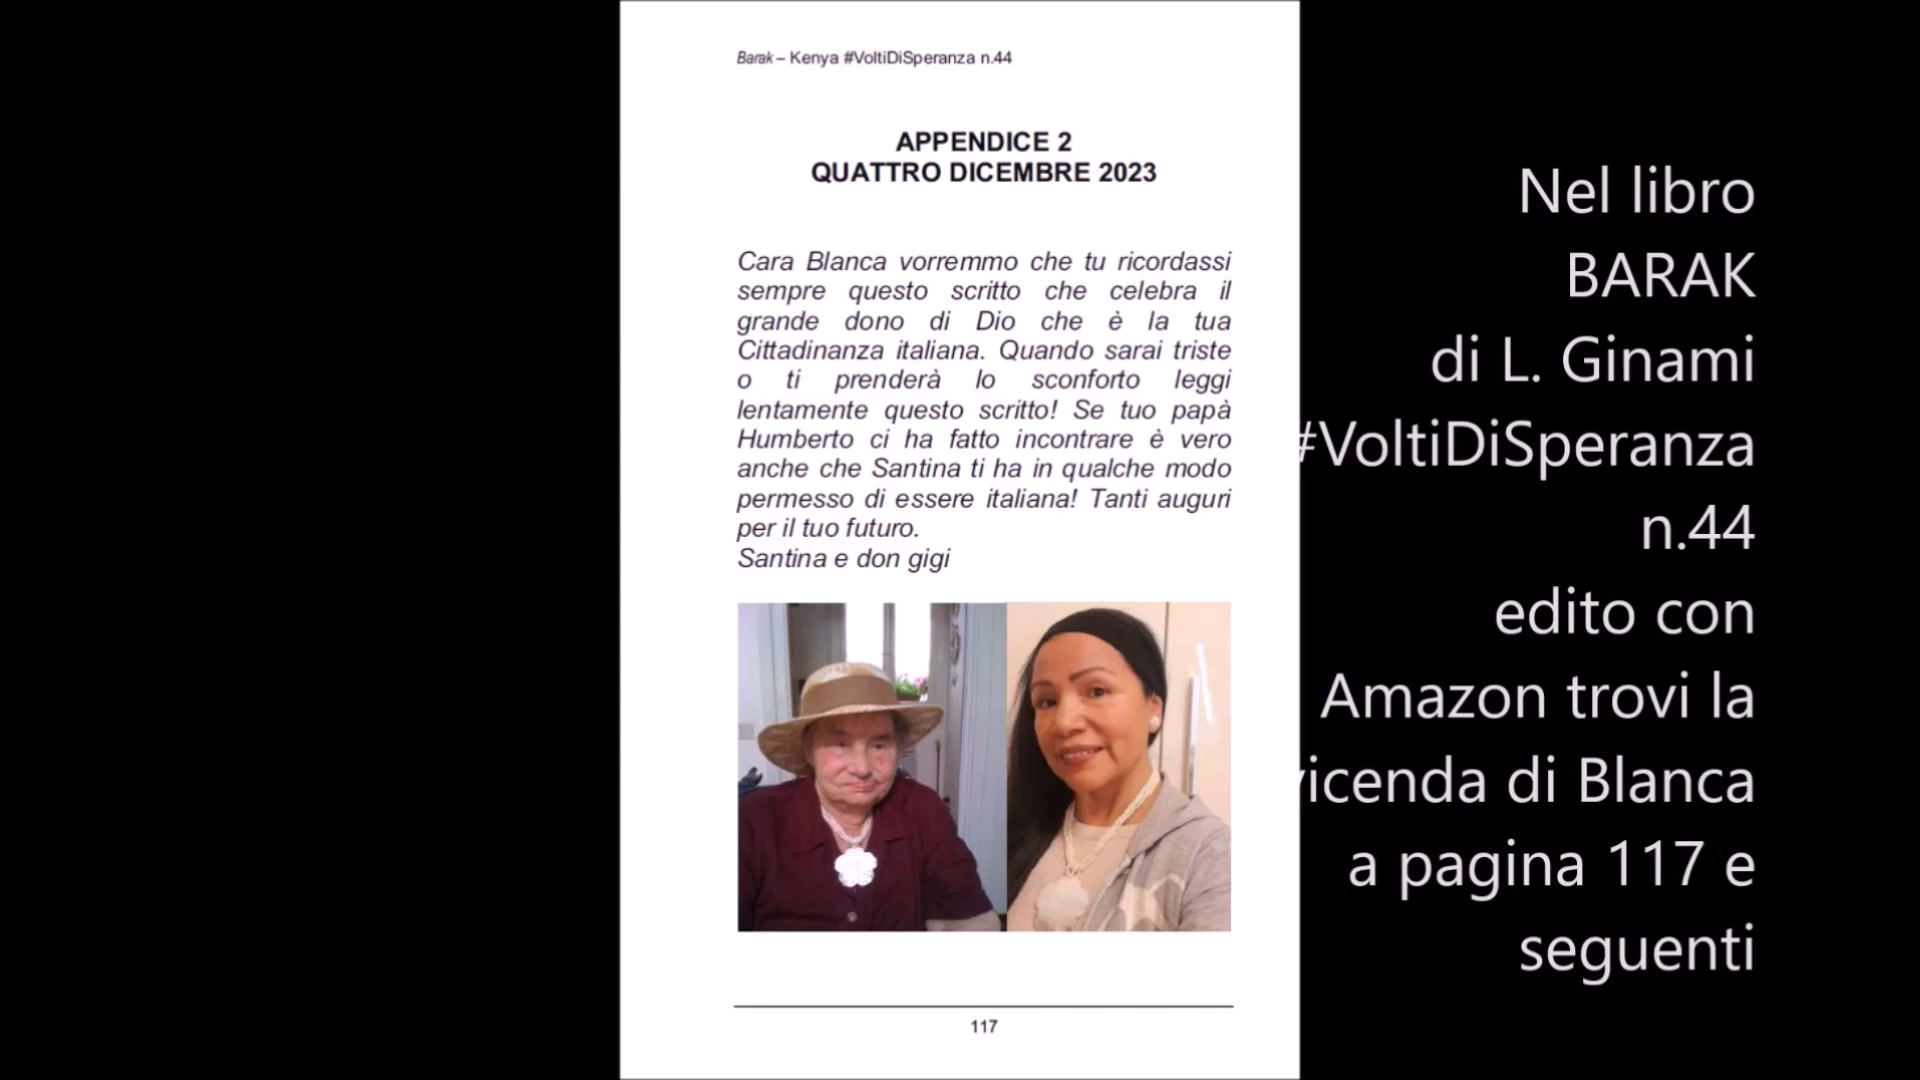 Barak – Kenya #VoltiDiSperanza n.44
APPENDICE 2
QUATTRO DICEMBRE 2023
Cara Blanca vorremmo che tu ricordassi
sempre questo scritto che celebra il
grande dono di Dio che è la tua
Cittadinanza italiana. Quando sarai triste
o ti prenderà lo sconforto leggi
lentamente questo scritto! Se tuo papà
Humberto ci ha fatto incontrare è vero
anche che Santina ti ha in qualche modo
permesso di essere italiana! Tanti auguri
per il tuo futuro.
Santina e don gigi
117
Nel libro
BARAK
di L. Ginami
#VoltiDiSperanza
n.44
edito con
Amazon trovi la
vicenda di Blanca
a pagina 117 e
seguenti